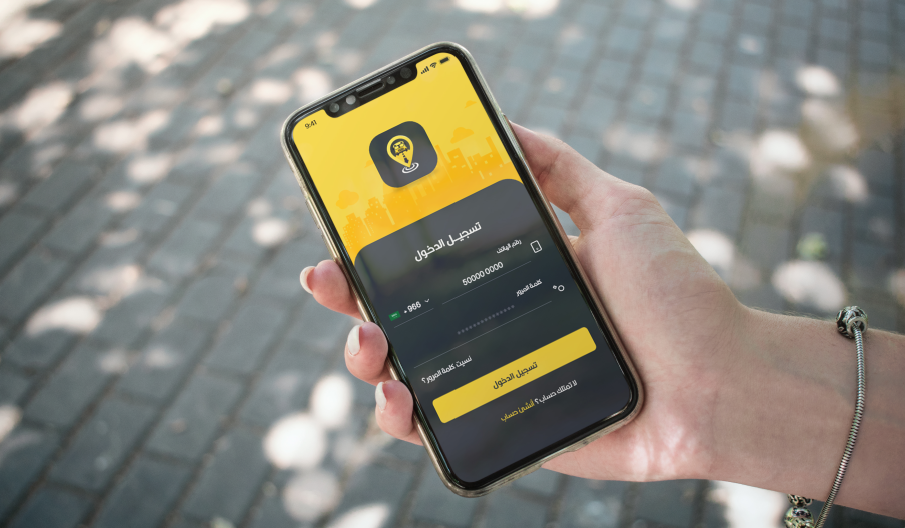 9:41
تسجيل الدخول
رقم الهاتف
50000 0000
+966
كلمة المرور
نسيت كلمة المرور؟
تسجيل الدخول
لا تمتلك حساب؟ أنشئ حساب